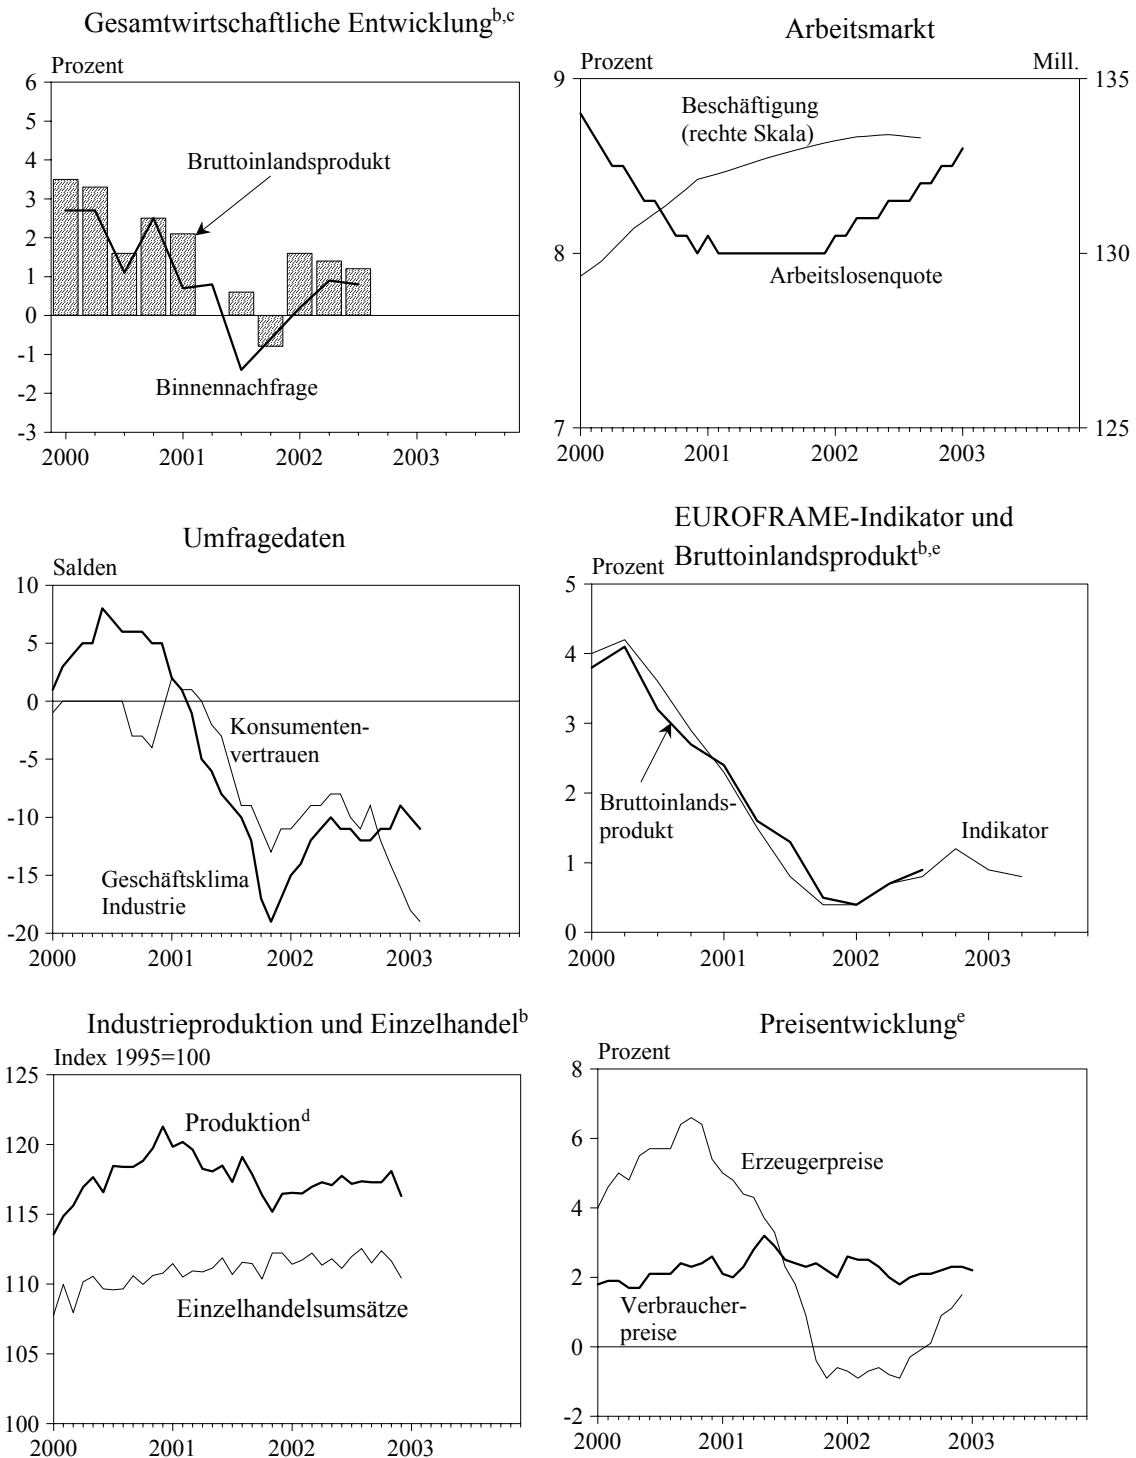 Gesamtwirtschaftliche Entwicklungb,c
Prozent
6
5
4
3
2
1
0
-1
-2
-3
Bruttoinlandsprodukt
Binnennachfrage
2000 2001 2002 2003
Arbeitsmarkt
Prozent Mill.
9 135
8 130
7 125
Beschäftigung
(rechte Skala)
Arbeitslosenquote
2000 2001 2002 2003
Umfragedaten
Salden
10
5
0
-5
-10
-15
-20
Konsumenten-
vertrauen
Geschäftsklima
Industrie
2000 2001 2002 2003
EUROFRAME-Indikator und
Bruttoinlandsproduktb,e
Prozent
5
4
3
2
1
0
Bruttoinlands-
produkt
Indikator
2000 2001 2002 2003
Industrieproduktion und Einzelhandelb
Index 1995=100
125
120
115
110
105
100
Produktiond
Einzelhandelsumsätze
2000 2001 2002 2003
Preisentwicklunge
Prozent
8
6
4
2
0
-2
Erzeugerpreise
Verbraucher-
preise
2000 2001 2002 2003